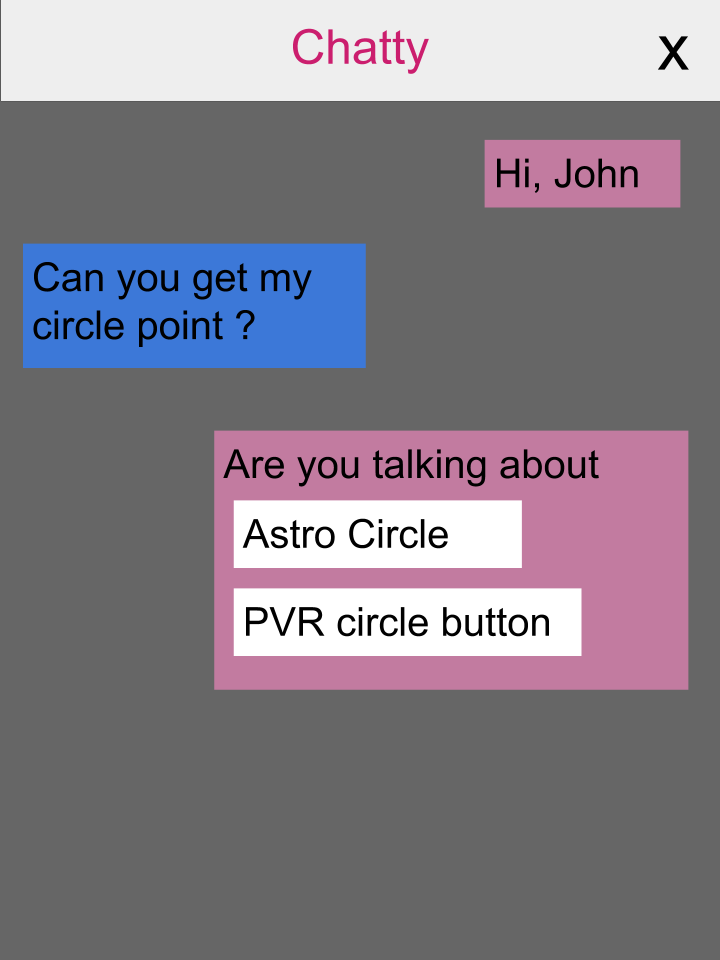 Chatty
X
Hi, John
Can you get my
circle point ?
Are you talking about
Astro Circle
PVR circle button